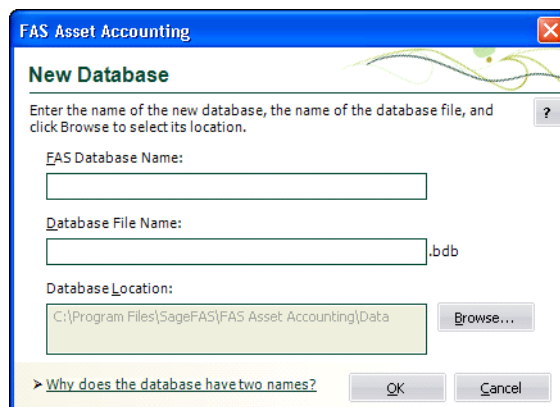 FAS Asset Accounting
New Database
Enter the name of the new database, the name of the database file, and
click Browse to select its location.
?
FAS Database Name:
Database File Name:
.bdb
Database Location:
C:\Program Files\SageFAS\FAS Asset Accounting\Data
Browse...
Why does the database have two names?
OK
Cancel